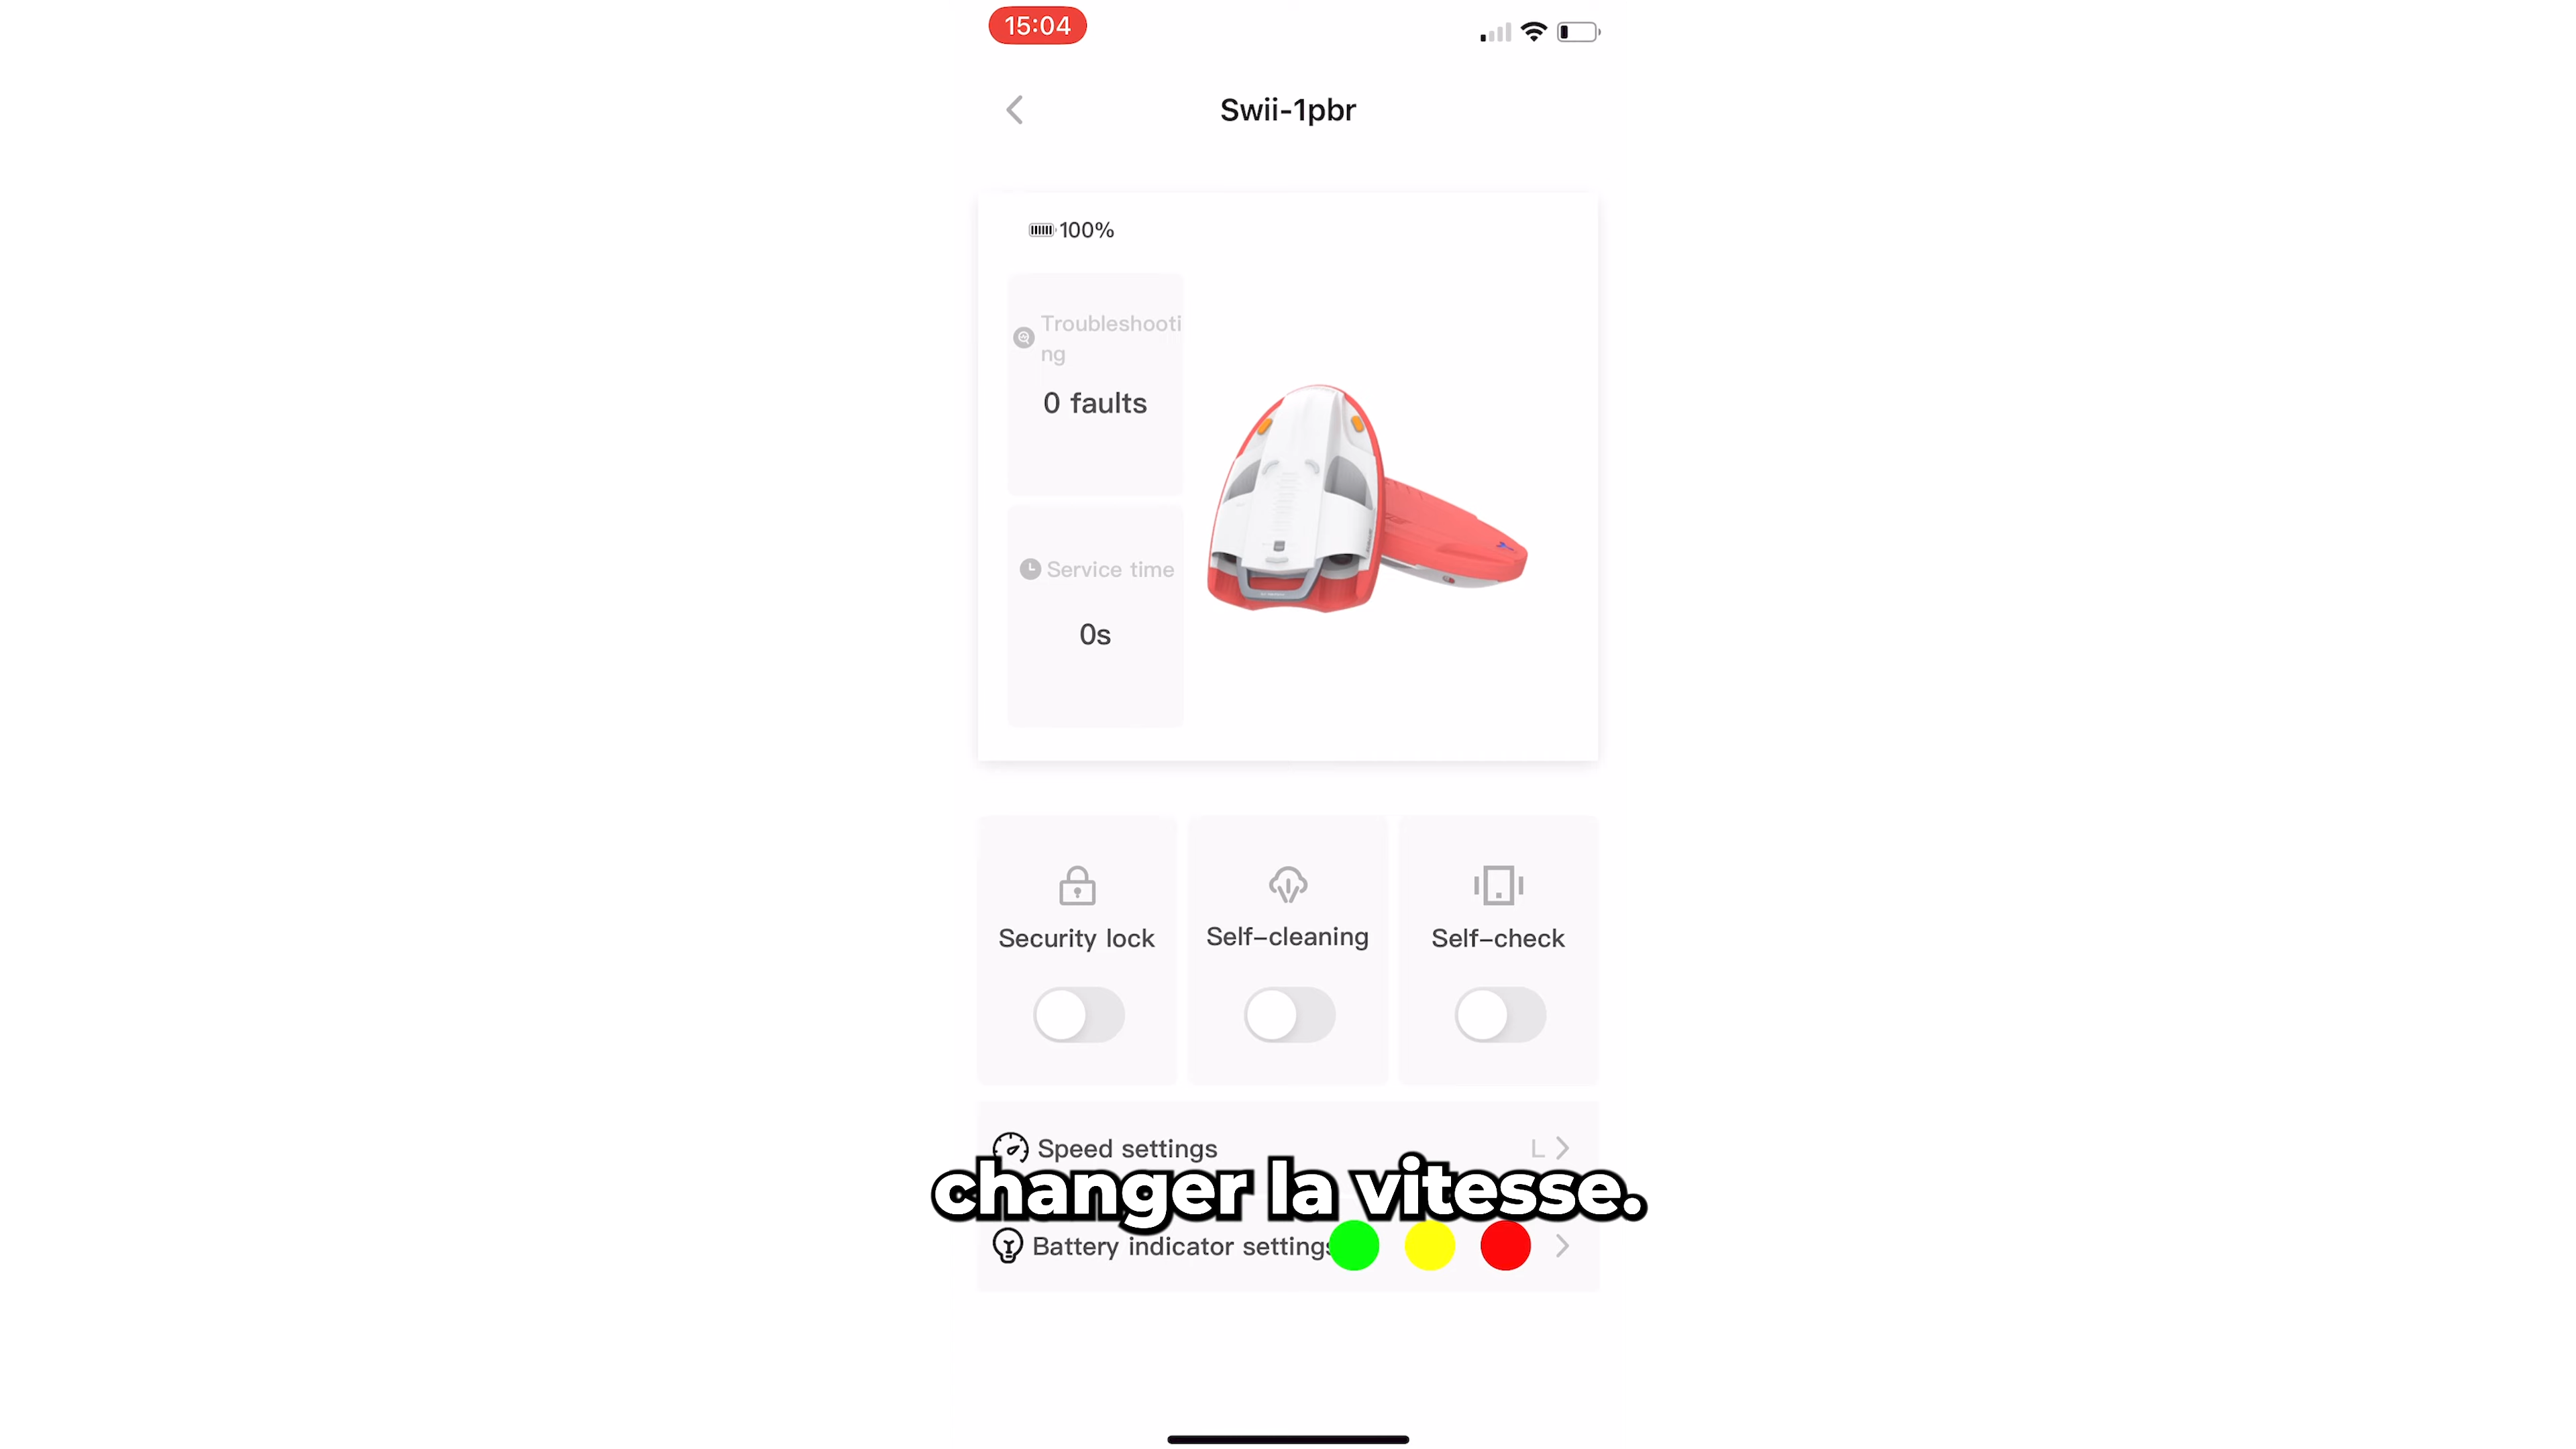 15:04
Swii-1pbr
100%
Troubleshooti
ng
0 faults
Service time
0s
Security lock
Self-cleaning
Self-check
Speed settings
L
changer la vitesse.
Battery indicator settings